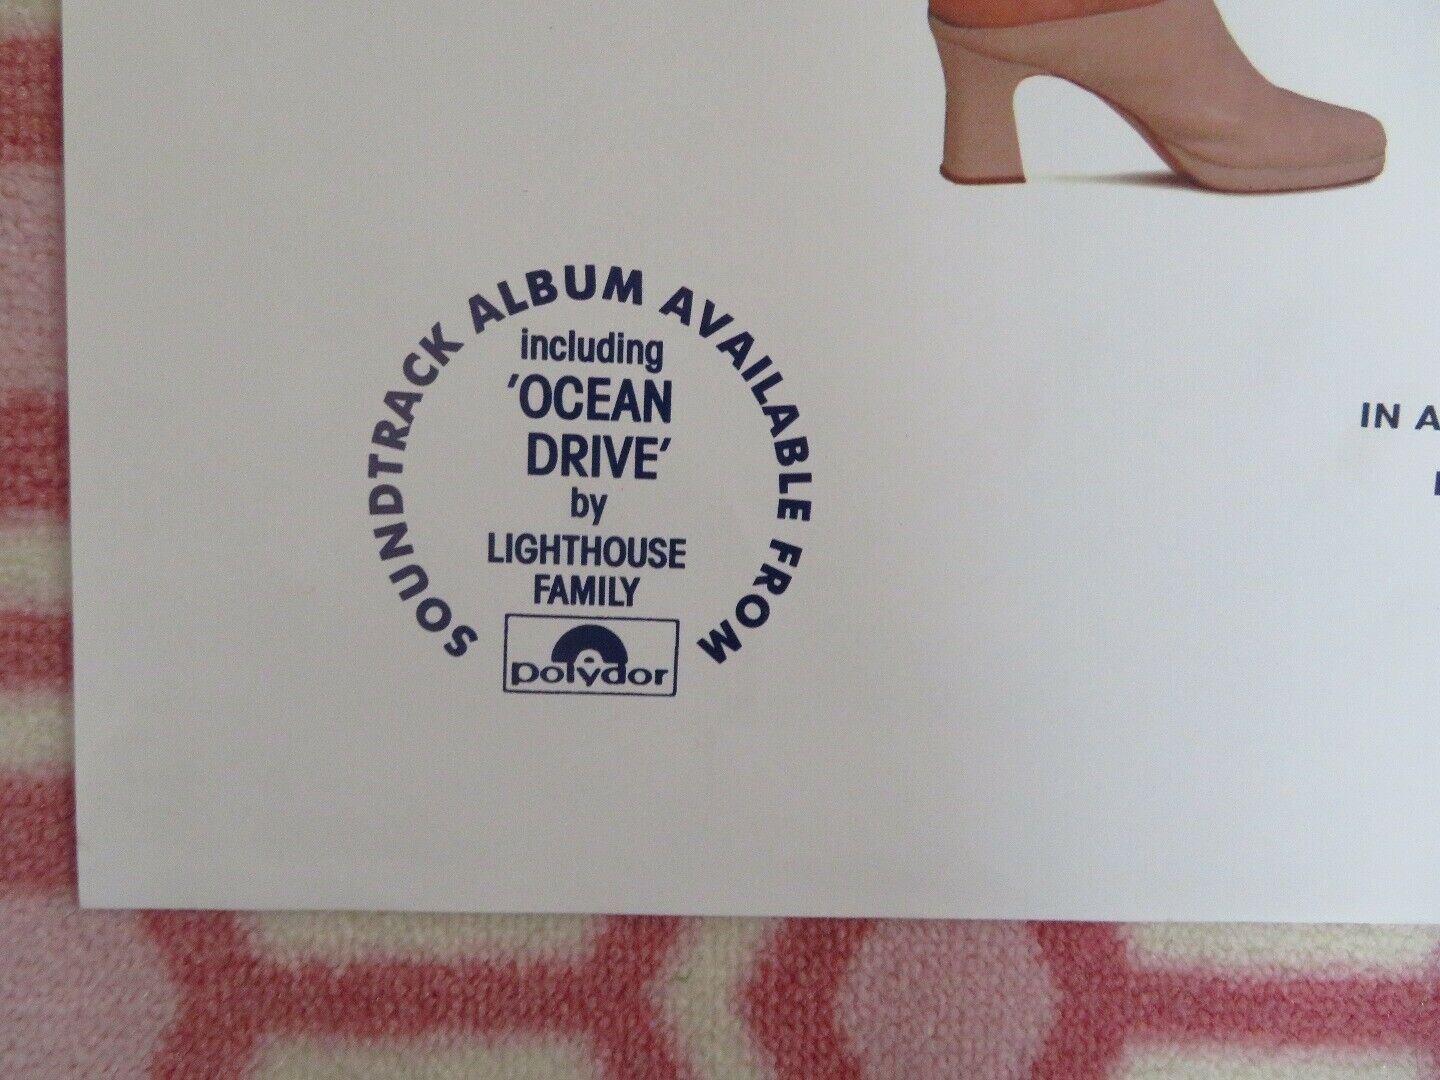 SOUNDTRACK ALBUM AVAILABLE FROM
including
'OCEAN
DRIVE'
by
LIGHTHOUSE
FAMILY
polydor
IN A